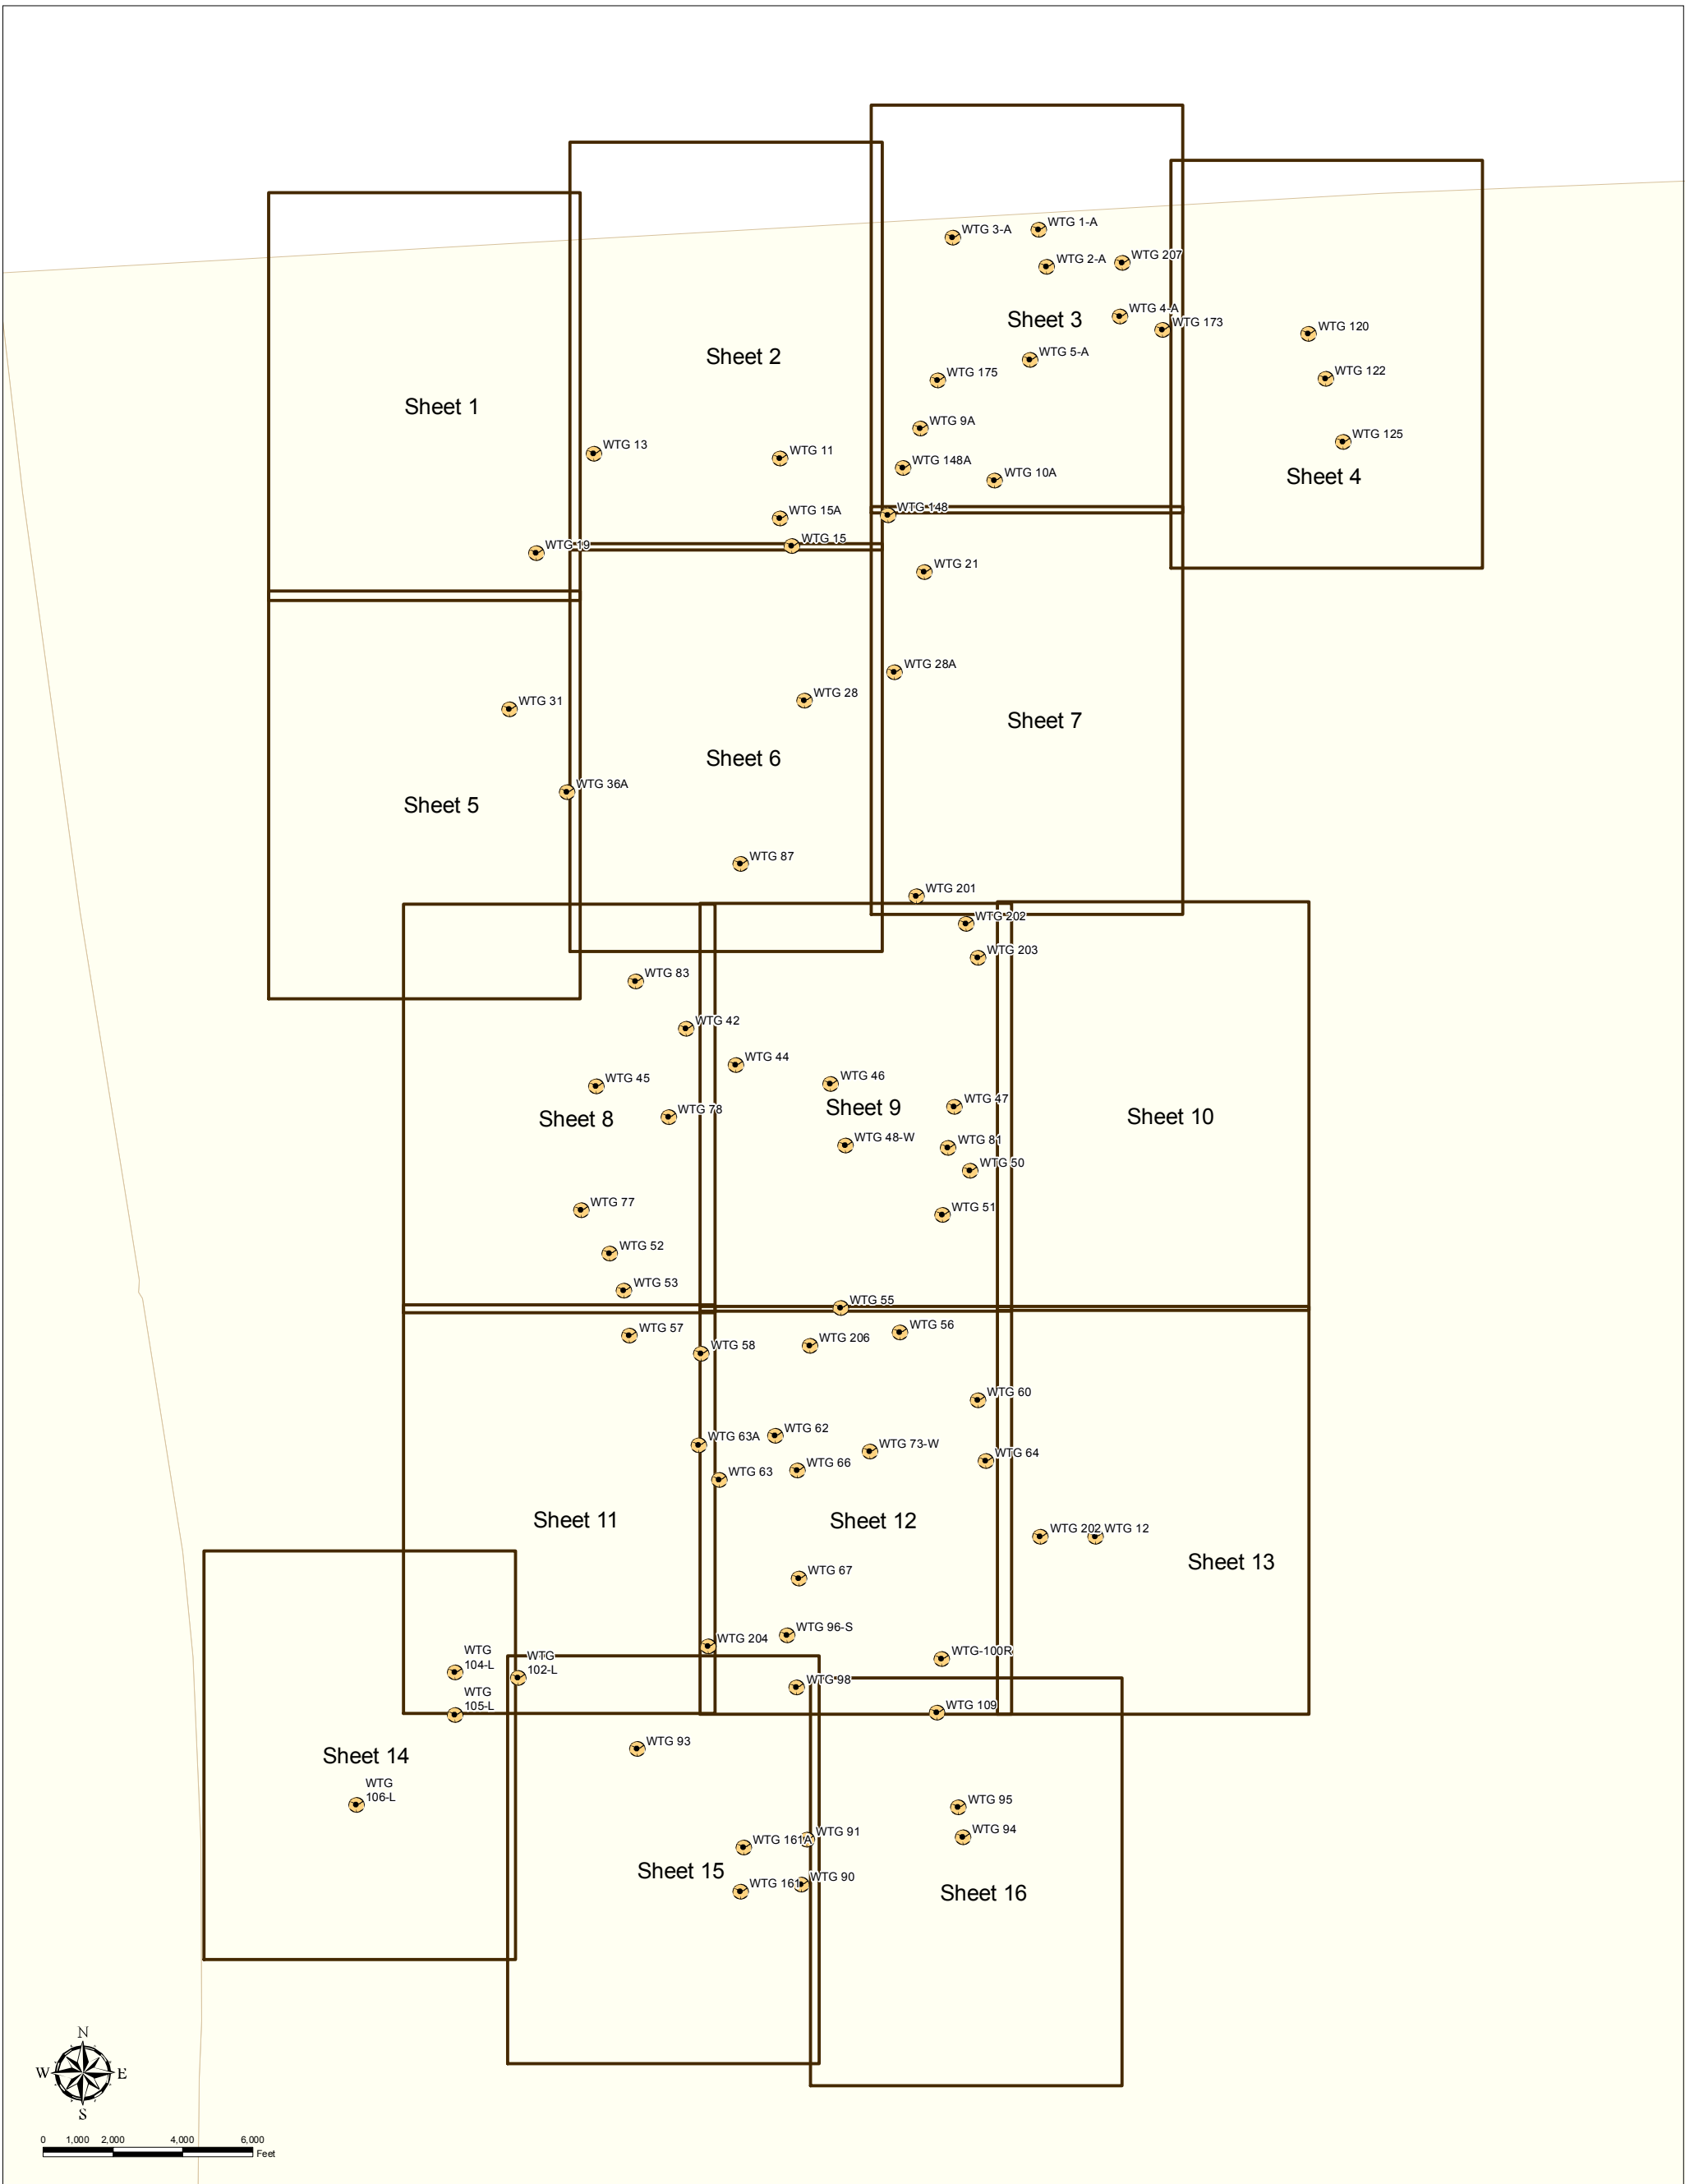 WTG 1-A
WTG 3-A
WTG 207
WTG 2-A
WTG 4-A
Sheet 3
WTG 173
WTG 120
WTG 5-A
Sheet 2
WTG 175
WTG 122
Sheet 1
WTG 9A
WTG 125
WTG 13
WTG 11
WTG 148A
WTG 10A
Sheet 4
WTG 148
WTG 15A
WTG 15
WTG 19
WTG 21
WTG 28A
WTG 28
WTG 31
Sheet 7
Sheet 6
WTG 36A
Sheet 5
WTG 87
WTG 201
WTG 202
WTG 203
WTG 83
WTG 42
WTG 44
WTG 46
WTG 45
WTG 47
Sheet 9
WTG 78
Sheet 10
Sheet 8
WTG 48-W
WTG 81
WTG 50
WTG 77
WTG 51
WTG 52
WTG 53
WTG 55
WTG 56
WTG 57
WTG 206
WTG 58
WTG 60
WTG 62
WTG 63A
WTG 73-W
WTG 64
WTG 66
WTG 63
Sheet 11
Sheet 12
WTG 202
WTG 12
Sheet 13
WTG 67
WTG 96-S
WTG 204
WTG
104-L
WTG
102-L
WTG-100R
WTG 98
WTG
105-L
WTG 109
WTG 93
Sheet 14
WTG
106-L
WTG 95
WTG 94
WTG 91
WTG 161A
Sheet 15
WTG 90
WTG 161
Sheet 16
N
W
E
S
0 1,000 2,000 4,000 6,000
Feet